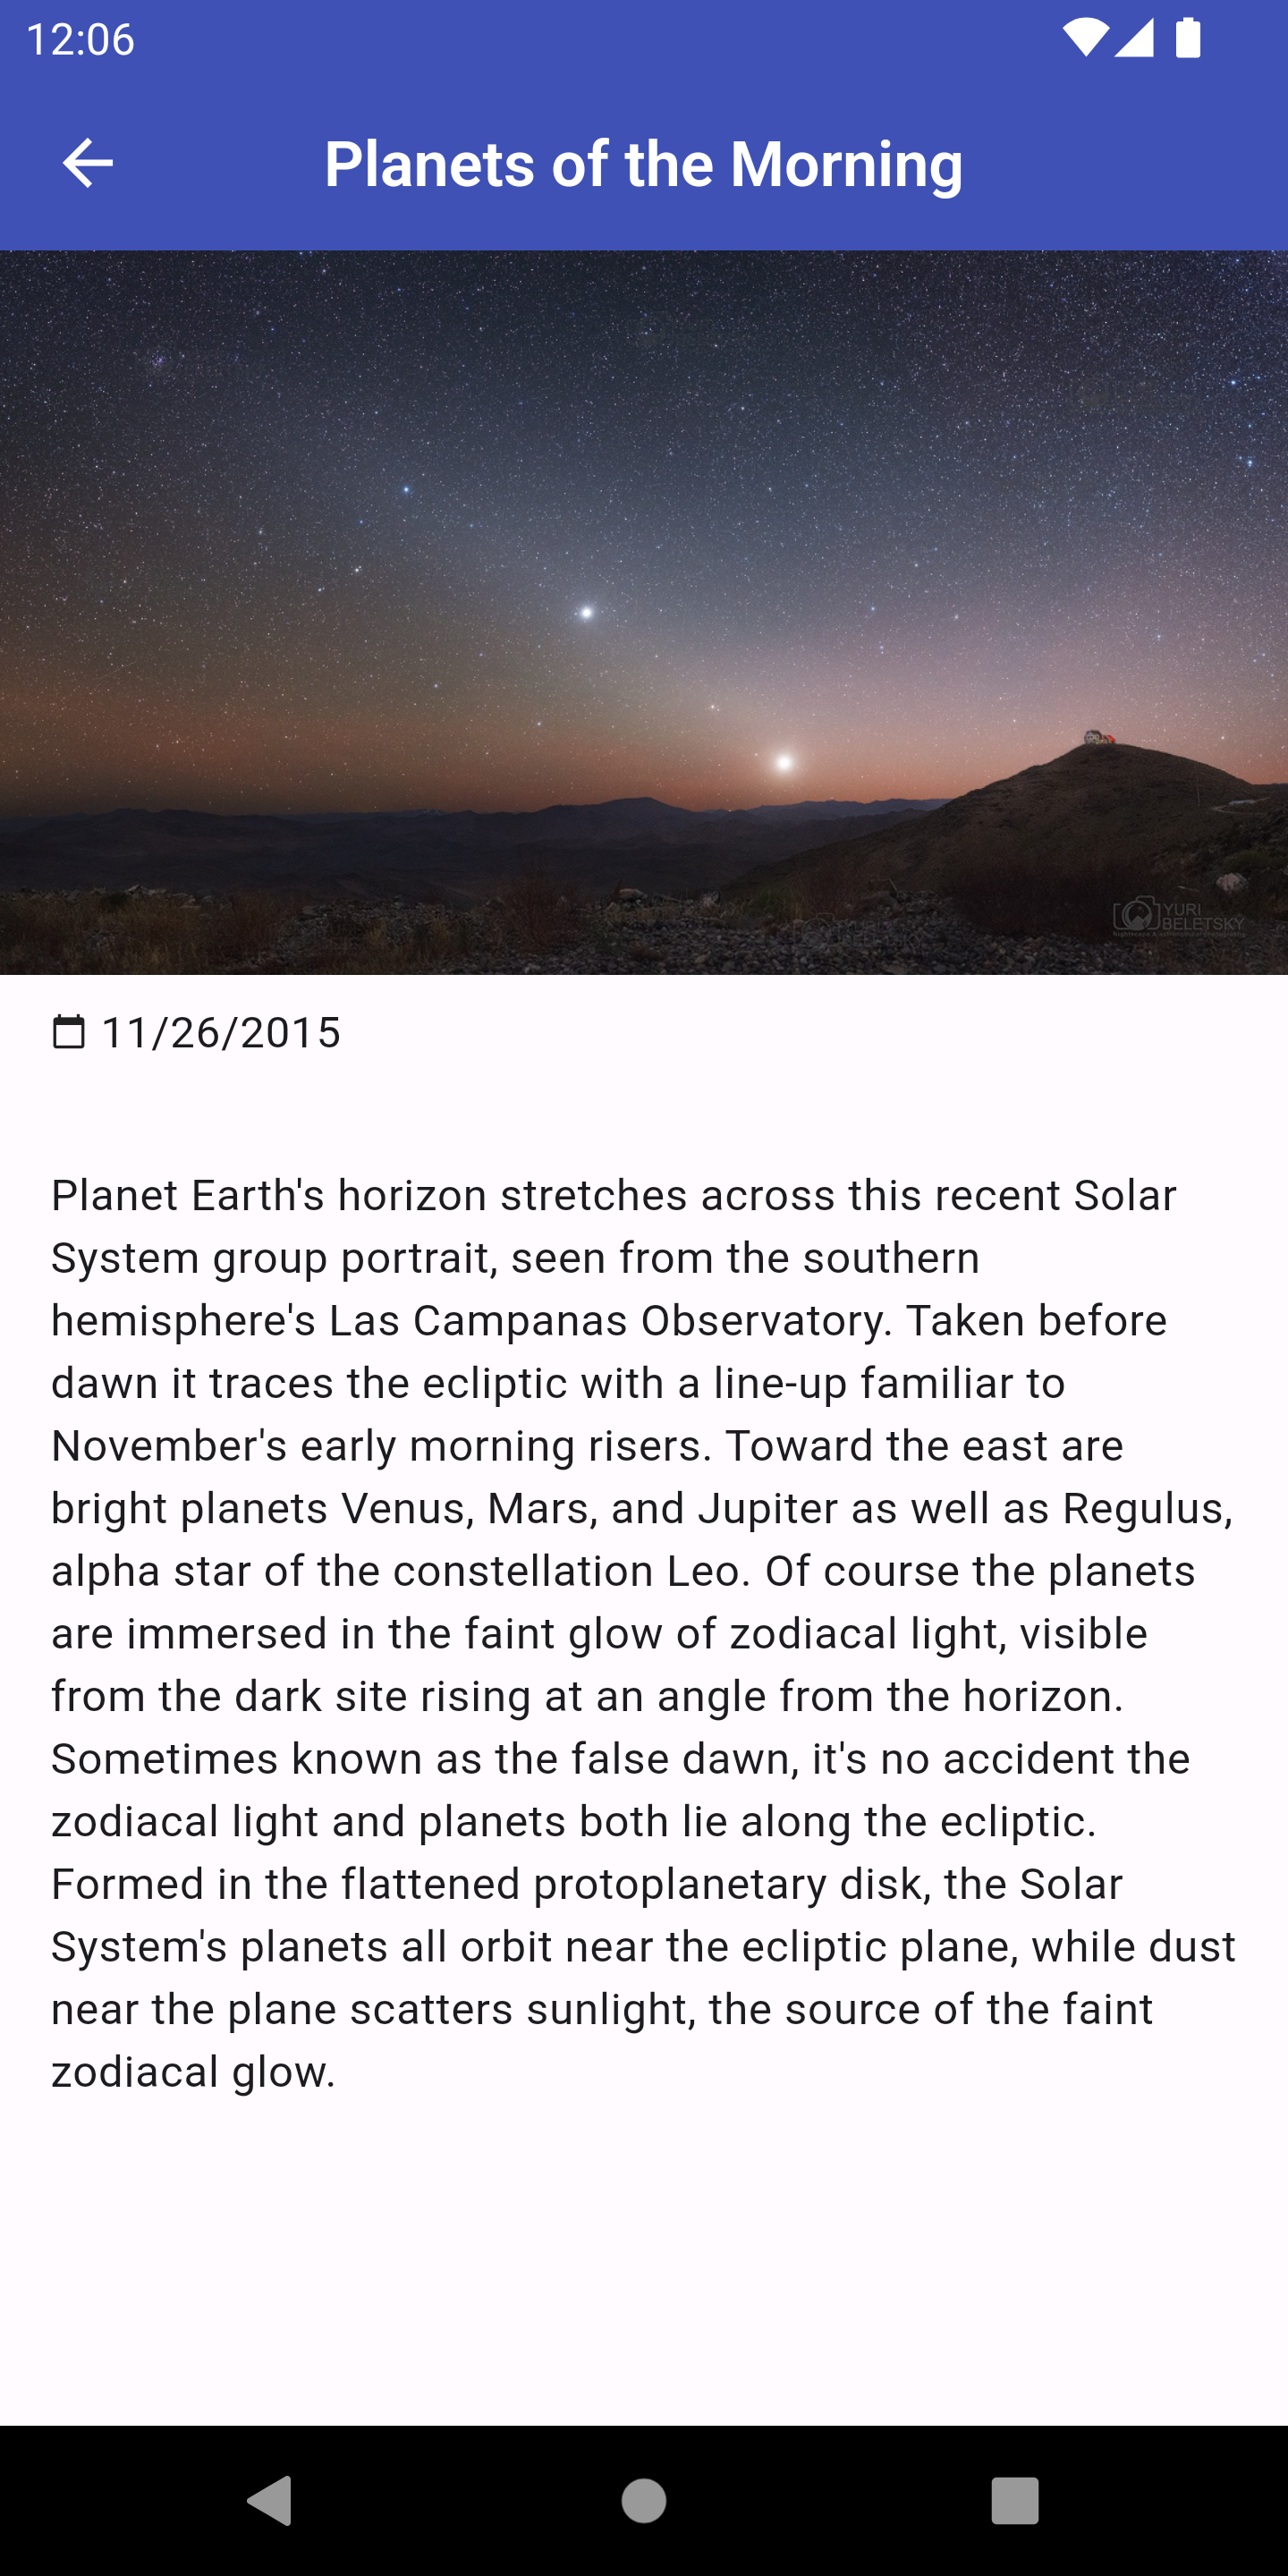 12:06
Planets of the Morning
YURI
BELETSKY
11/26/2015
Planet Earth's horizon stretches across this recent Solar
System group portrait, seen from the southern
hemisphere's Las Campanas Observatory. Taken before
dawn it traces the ecliptic with a line-up familiar to
November's early morning risers. Toward the east are
bright planets Venus, Mars, and Jupiter as well as Regulus,
alpha star of the constellation Leo. Of course the planets
are immersed in the faint glow of zodiacal light, visible
from the dark site rising at an angle from the horizon.
Sometimes known as the false dawn, it's no accident the
zodiacal light and planets both lie along the ecliptic.
Formed in the flattened protoplanetary disk, the Solar
System's planets all orbit near the ecliptic plane, while dust
near the plane scatters sunlight, the source of the faint
zodiacal glow.